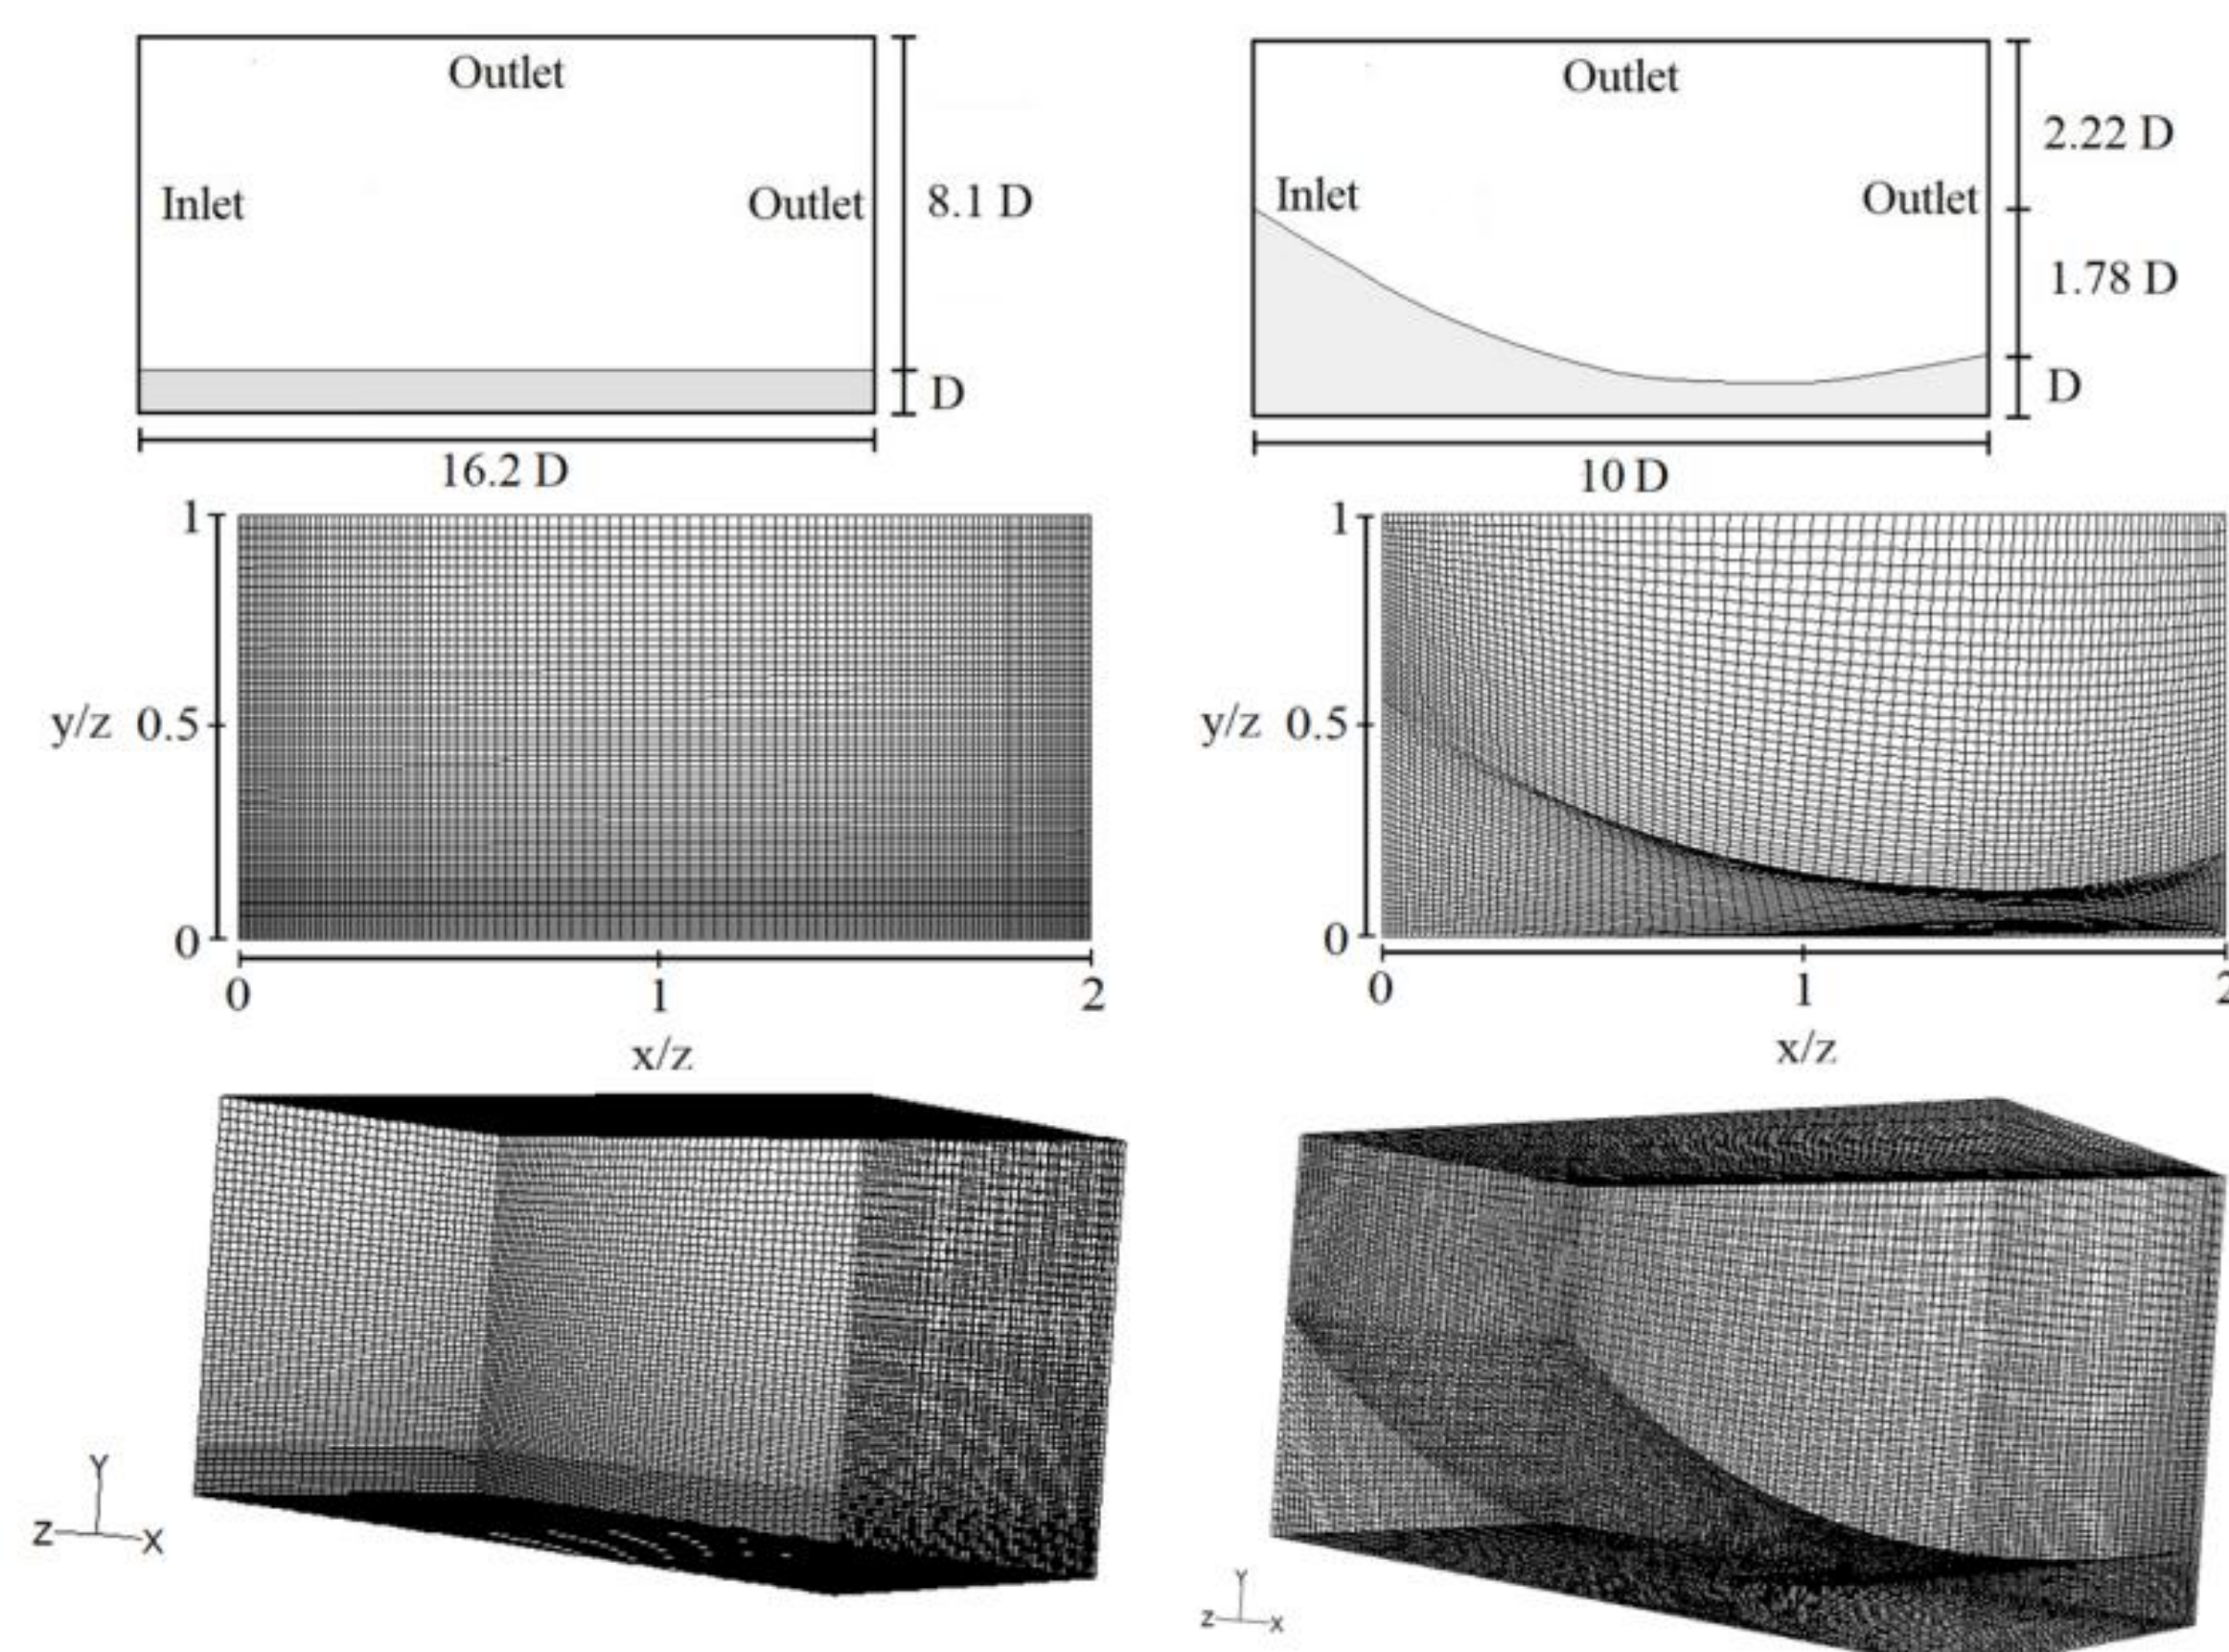 Outlet
Inlet
Outlet
8.1 D
D
16.2 D
Outlet
2.22 D
Inlet
Outlet
1.78 D
D
10 D
1
y/z 0.5
0
0 1 2
x/z
1
y/z 0.5
0
0 1 2
x/z
Y
Z X
Y
Z X